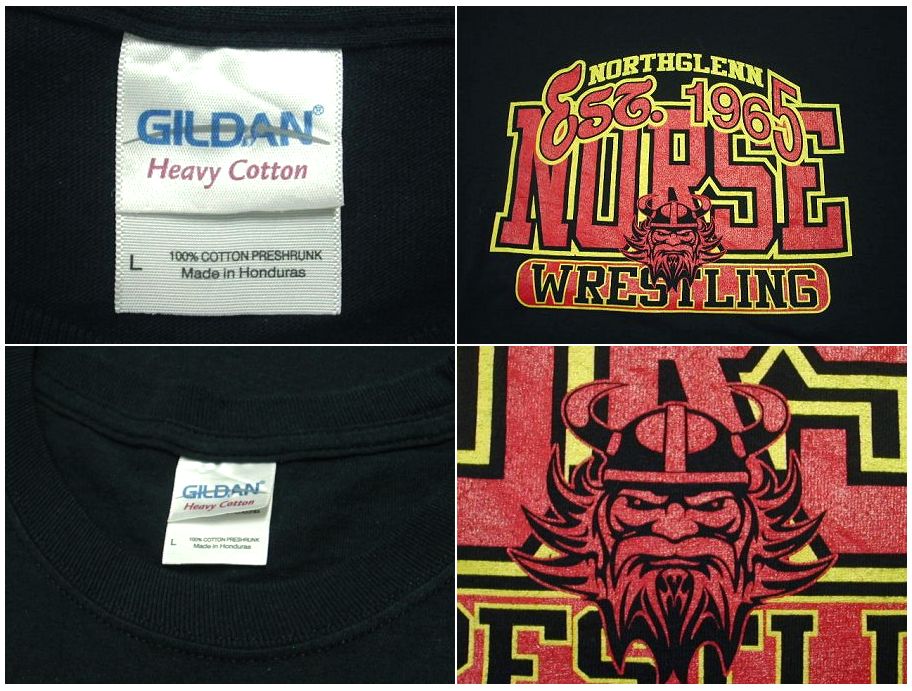 GILDAN®
Heavy Cotton
L
100% COTTON PRESHRUNK
Made in Honduras
NORTHGLENN
Est. 1965
NORSE
WRESTLING
GILDAN®
Heavy Cotton
L
100% COTTON PRESHRUNK
Made in Honduras